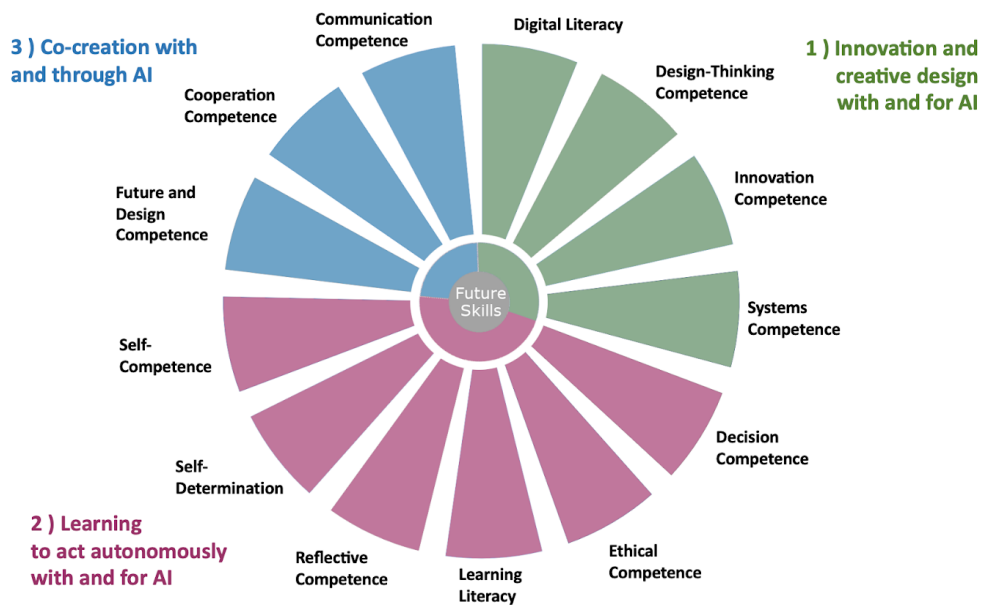 3 ) Co-creation with
and through AI
Communication
Competence
Digital Literacy
1 ) Innovation and
creative design
with and for AI
Design-Thinking
Competence
Cooperation
Competence
Innovation
Competence
Future and
Design
Competence
Future
Skills
Systems
Competence
Self-
Competence
Decision
Competence
Self-
Determination
2 ) Learning
to act autonomously
with and for AI
Reflective
Competence
Learning
Literacy
Ethical
Competence